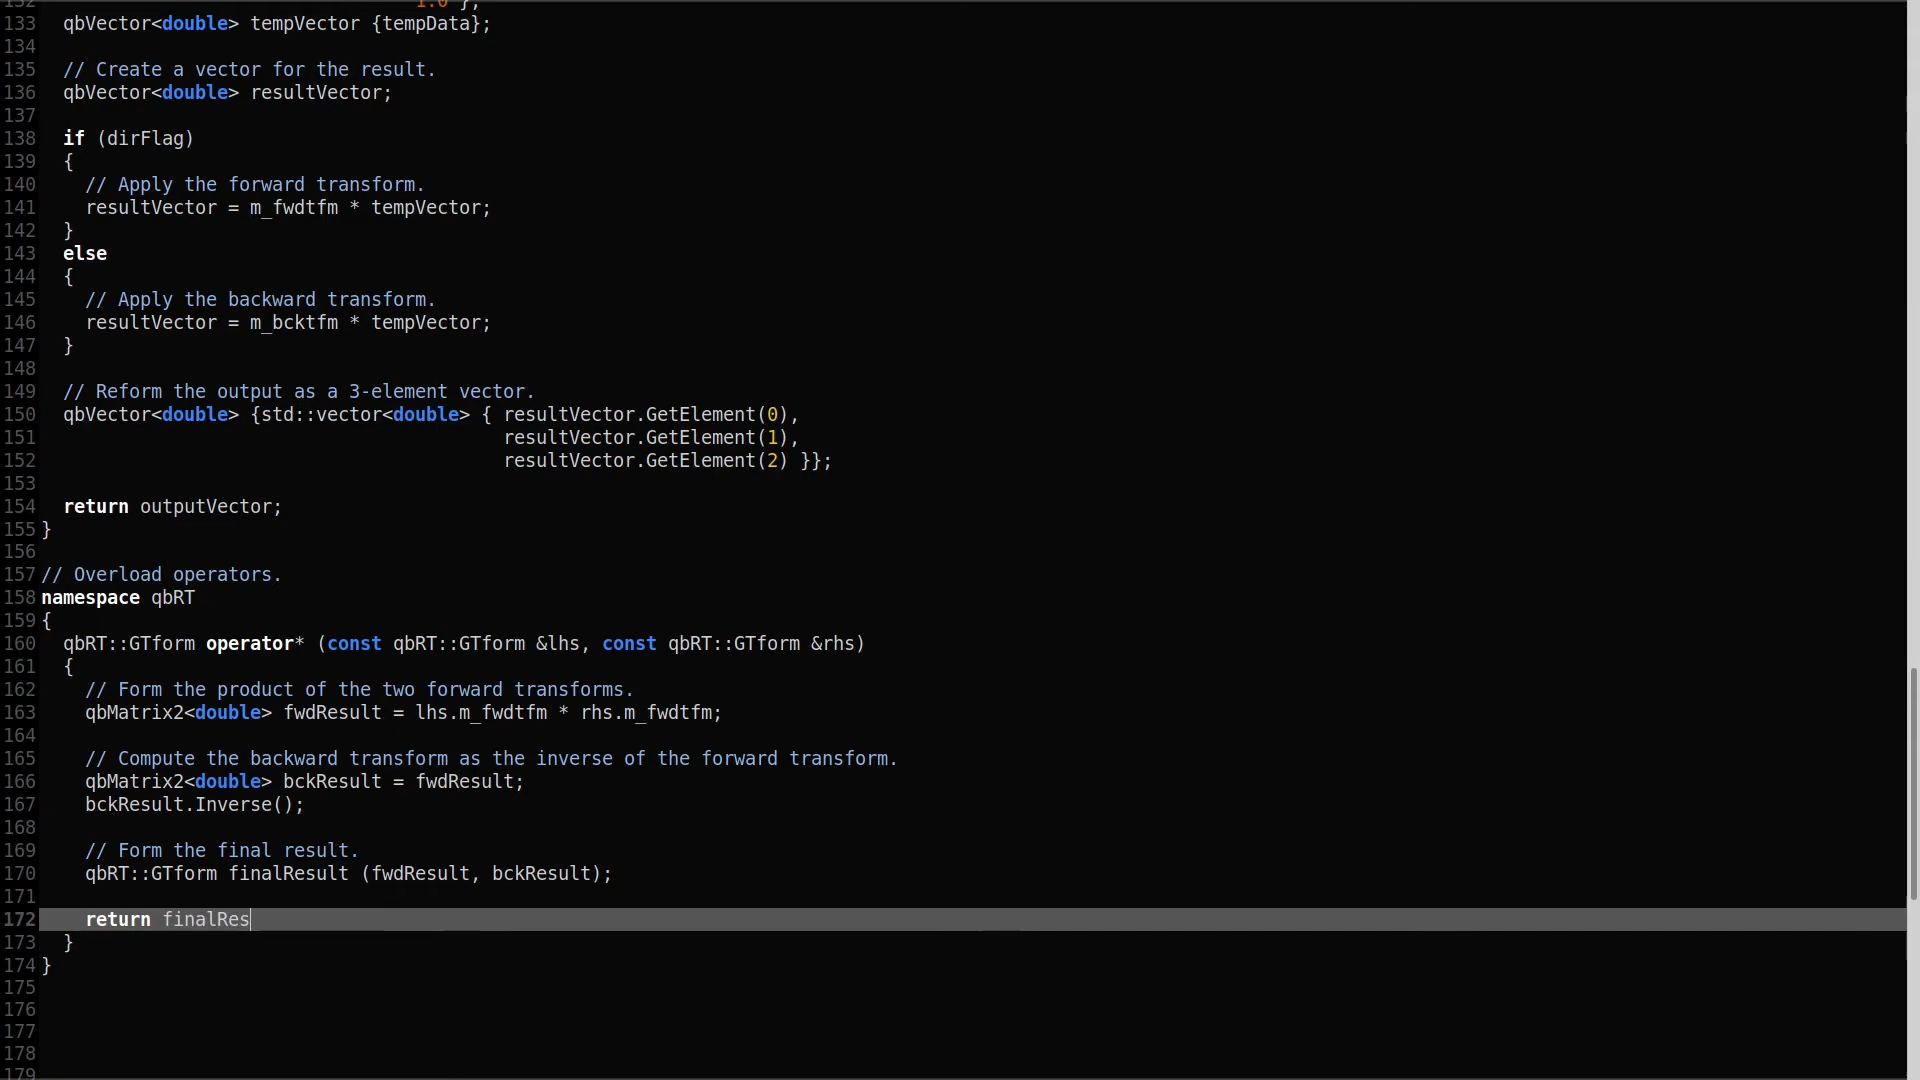 132 1.0 };
133 qbVector<double> tempVector {tempData};
134
135 // Create a vector for the result.
136 qbVector<double> resultVector;
137
138 if (dirFlag)
139 {
140 // Apply the forward transform.
141 resultVector = m_fwdtfm * tempVector;
142 }
143 else
144 {
145 // Apply the backward transform.
146 resultVector = m_bcktfm * tempVector;
147 }
148
149 // Reform the output as a 3-element vector.
150 qbVector<double> {std::vector<double> { resultVector.GetElement(0),
151 resultVector.GetElement(1),
152 resultVector.GetElement(2) }};
153
154 return outputVector;
155 }
156
157 // Overload operators.
158 namespace qbRT
159 {
160 qbRT::GTform operator* (const qbRT::GTform &lhs, const qbRT::GTform &rhs)
161 {
162 // Form the product of the two forward transforms.
163 qbMatrix2<double> fwdResult = lhs.m_fwdtfm * rhs.m_fwdtfm;
164
165 // Compute the backward transform as the inverse of the forward transform.
166 qbMatrix2<double> bckResult = fwdResult;
167 bckResult.Inverse();
168
169 // Form the final result.
170 qbRT::GTform finalResult (fwdResult, bckResult);
171
172 return finalRes
173 }
174 }
175
176
177
178
179